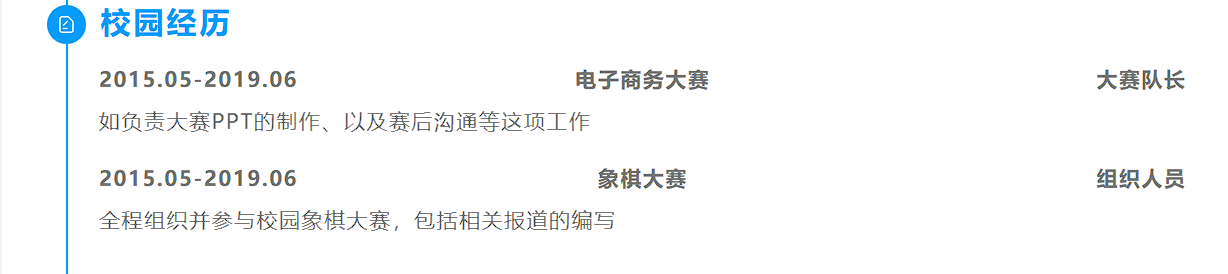 校园经历
2015.05-2019.06 电子商务大赛 大赛队长
如负责大赛PPT的制作、以及赛后沟通等这项工作
2015.05-2019.06 象棋大赛 组织人员
全程组织并参与校园象棋大赛，包括相关报道的编写